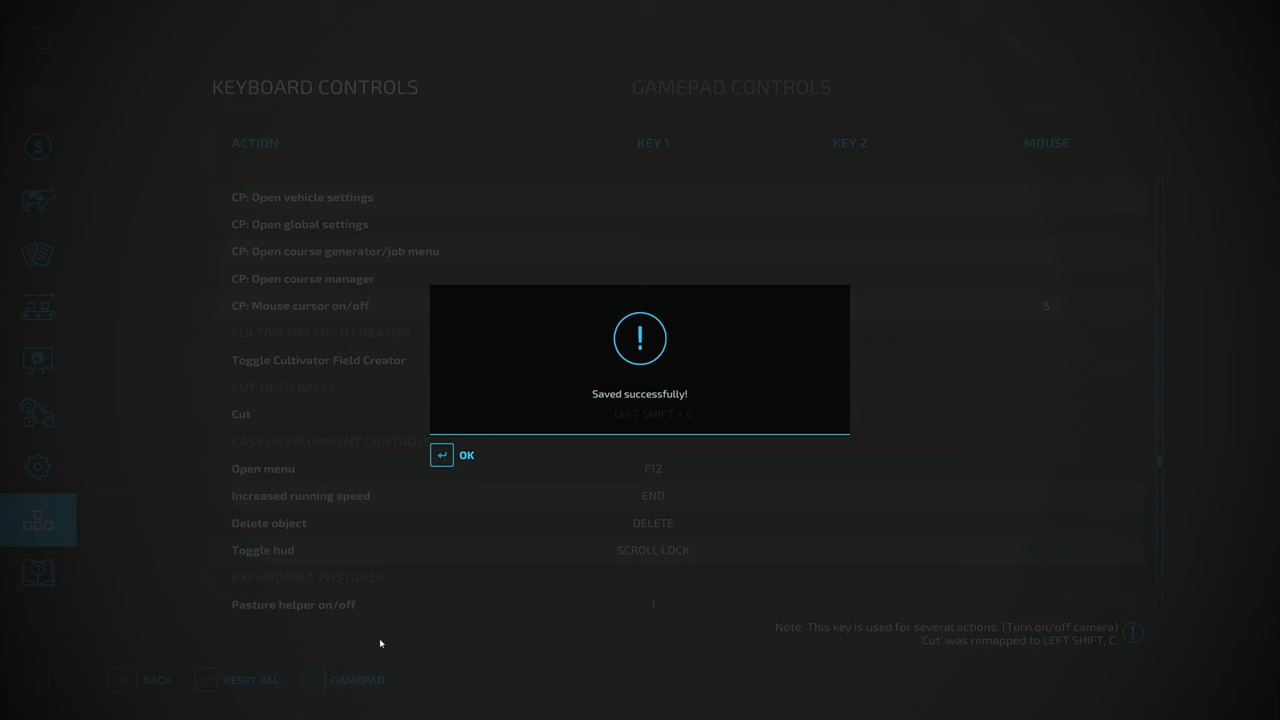 KEYBOARD CONTROLS
GAMEPAD CONTROLS
ACTION KEY 1 KEY 2 MOUSE
CP: Open vehicle settings
CP: Open global settings
CP: Open course generator/job menu
CP: Open course manager
CP: Mouse cursor on/off 5
CULTIVATOR FIELD CREATOR
Toggle Cultivator Field Creator
CUT OPEN BALES
Cut LEFT SHIFT + C
EASY DEVELOPMENT CONTROLS
Open menu F12
Increased running speed END
Delete object DELETE
Toggle hud SCROLL LOCK
EXPANDABLE PASTURES
Pasture helper on/off
!
Saved successfully!
OK
Note: This key is used for several actions. (Turn on/off camera)
'Cut' was remapped to LEFT SHIFT, C.
ESC BACK RESET ALL GAMEPAD